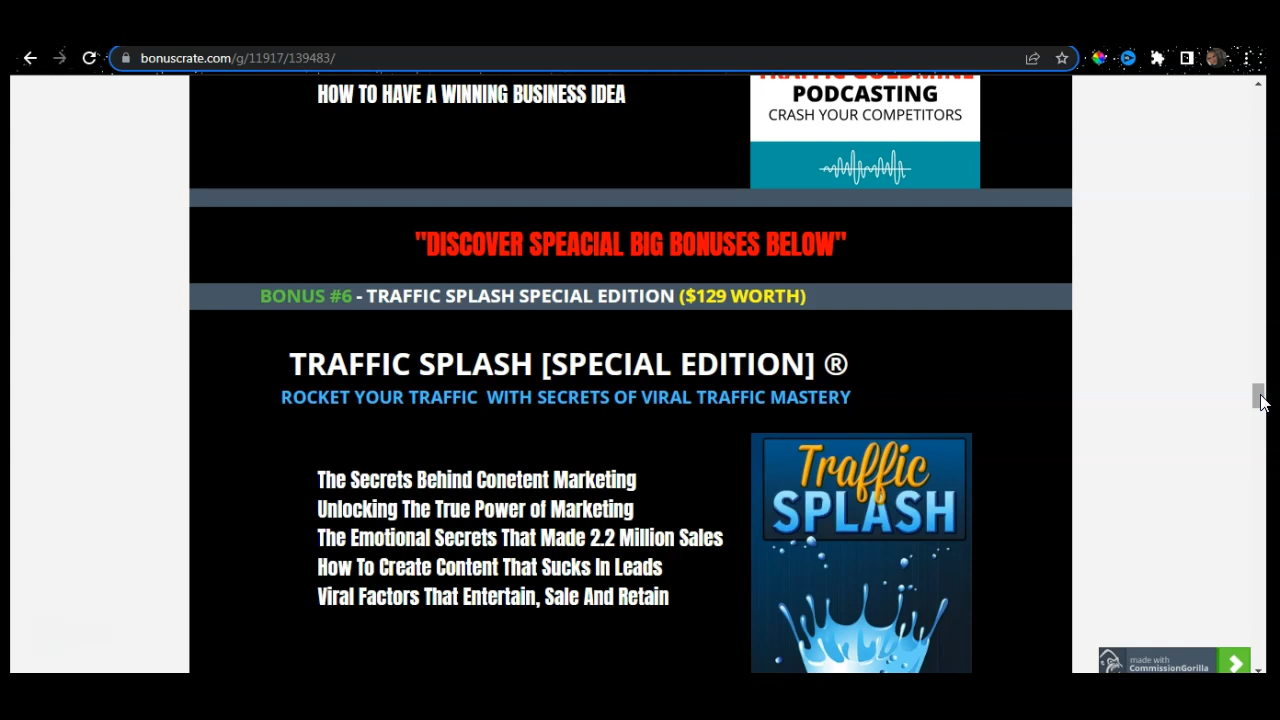 bonuscrate.com/g/11917/139483/
HOW TO HAVE A WINNING BUSINESS IDEA
TRAFFIC GOLDMINE
PODCASTING
CRASH YOUR COMPETITORS
"DISCOVER SPEACIAL BIG BONUSES BELOW"
BONUS #6 - TRAFFIC SPLASH SPECIAL EDITION ($129 WORTH)
TRAFFIC SPLASH [SPECIAL EDITION] ®
ROCKET YOUR TRAFFIC WITH SECRETS OF VIRAL TRAFFIC MASTERY
The Secrets Behind Conetent Marketing
Unlocking The True Power of Marketing
The Emotional Secrets That Made 2.2 Million Sales
How To Create Content That Sucks In Leads
Viral Factors That Entertain, Sale And Retain
Traffic
SPLASH
made with
CommissionGorilla